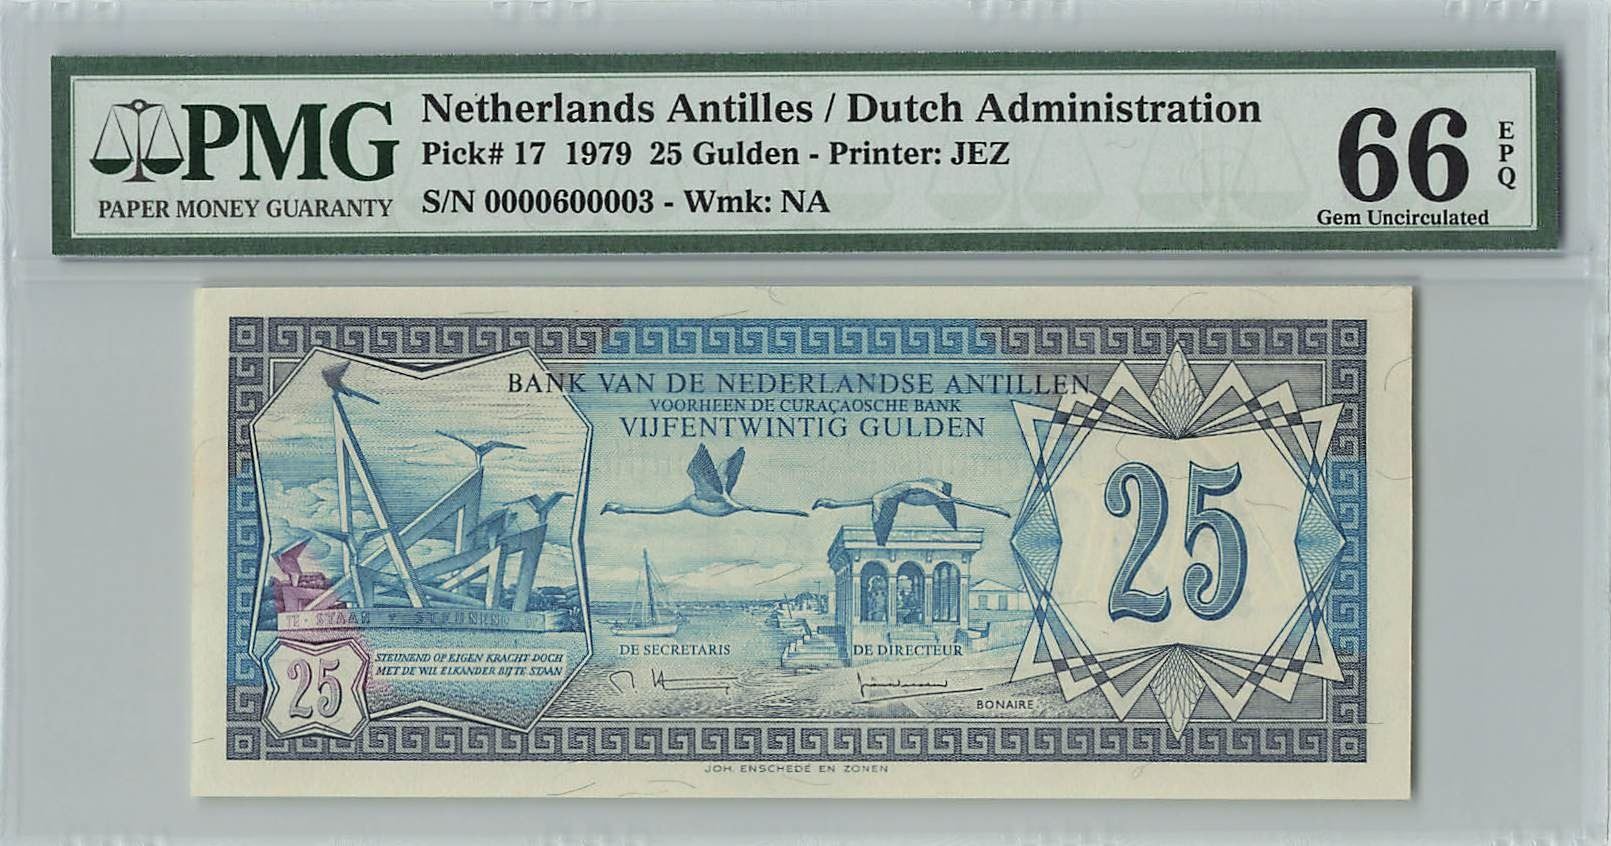 PMG
PAPER MONEY GUARANTY
Netherlands Antilles / Dutch Administration
Pick# 17 1979 25 Gulden - Printer: JEZ
S/N 0000600003 - Wmk: NA
66
EPQ
Gem Uncirculated
BANK VAN DE NEDERLANDSE ANTILLEN
VOORHEEN DE CURAÇAOSCHE BANK
VIJFENTWINTIG GULDEN
25
DE SECRETARIS
DE DIRECTEUR
STEUNEND OP EIGEN KRACHT DOCH
MET DE WIL ELKANDER BIJ TE STAAN
25
BONAIRE
JOH. ENSCHEDÉ EN ZONEN